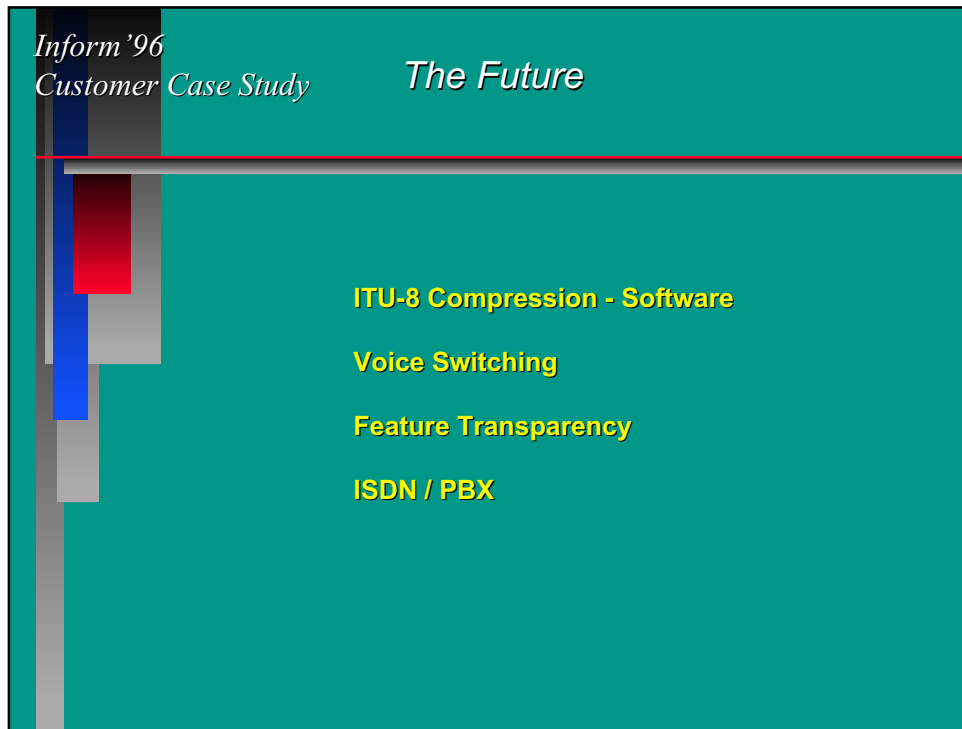 Inform’96
Customer Case Study
The Future
ITU-8 Compression - Software
Voice Switching
Feature Transparency
ISDN / PBX